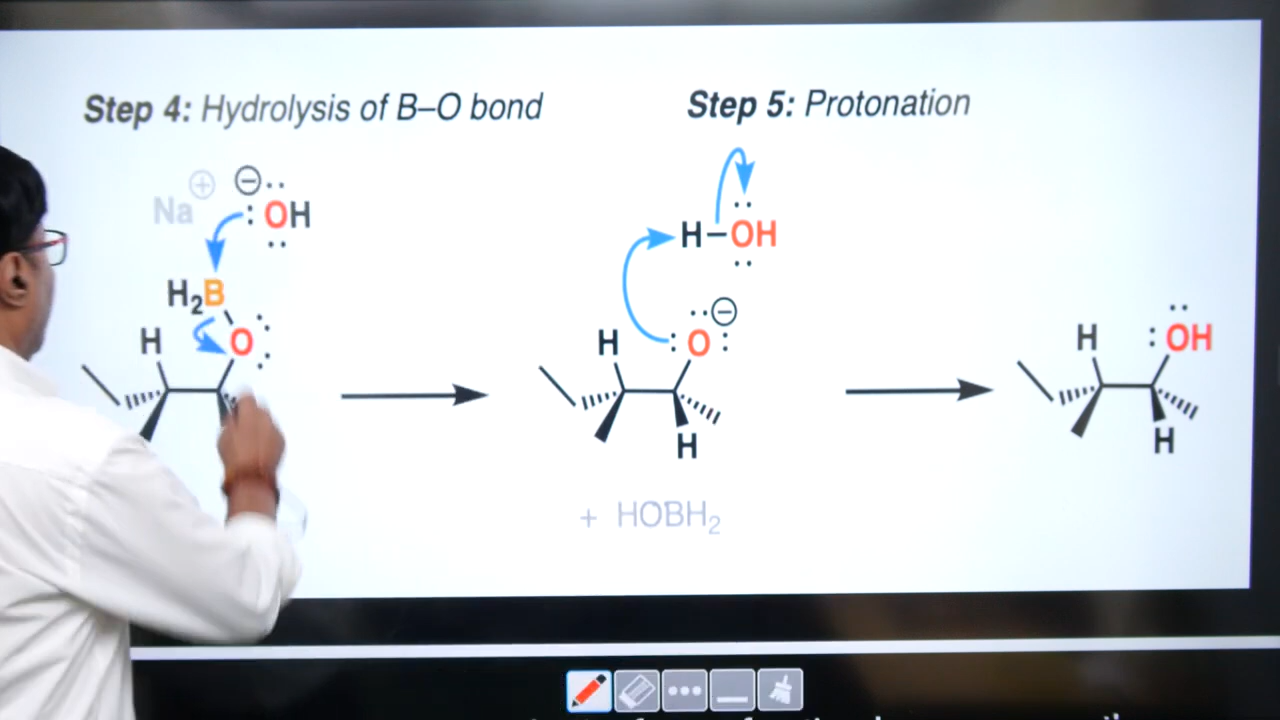 Step 4: Hydrolysis of B–O bond
Step 5: Protonation
Na ⊕ ⊖
:OH
H–OH
H₂B
O
H
H
:O: ⊖
H
:OH
H
H
+ HOBH₂